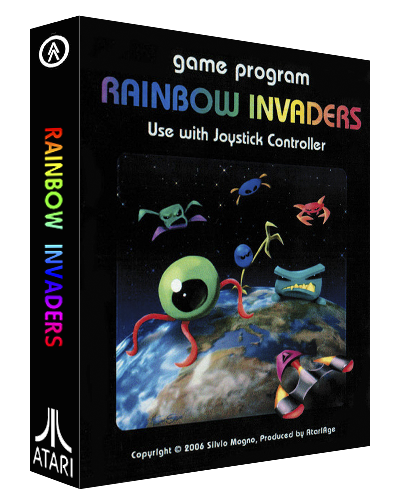 game program
RAINBOW INVADERS
Use with Joystick Controller
Copyright © 2006 Silvio Mogno, Produced by AtariAge
RAINBOW INVADERS
ATARI